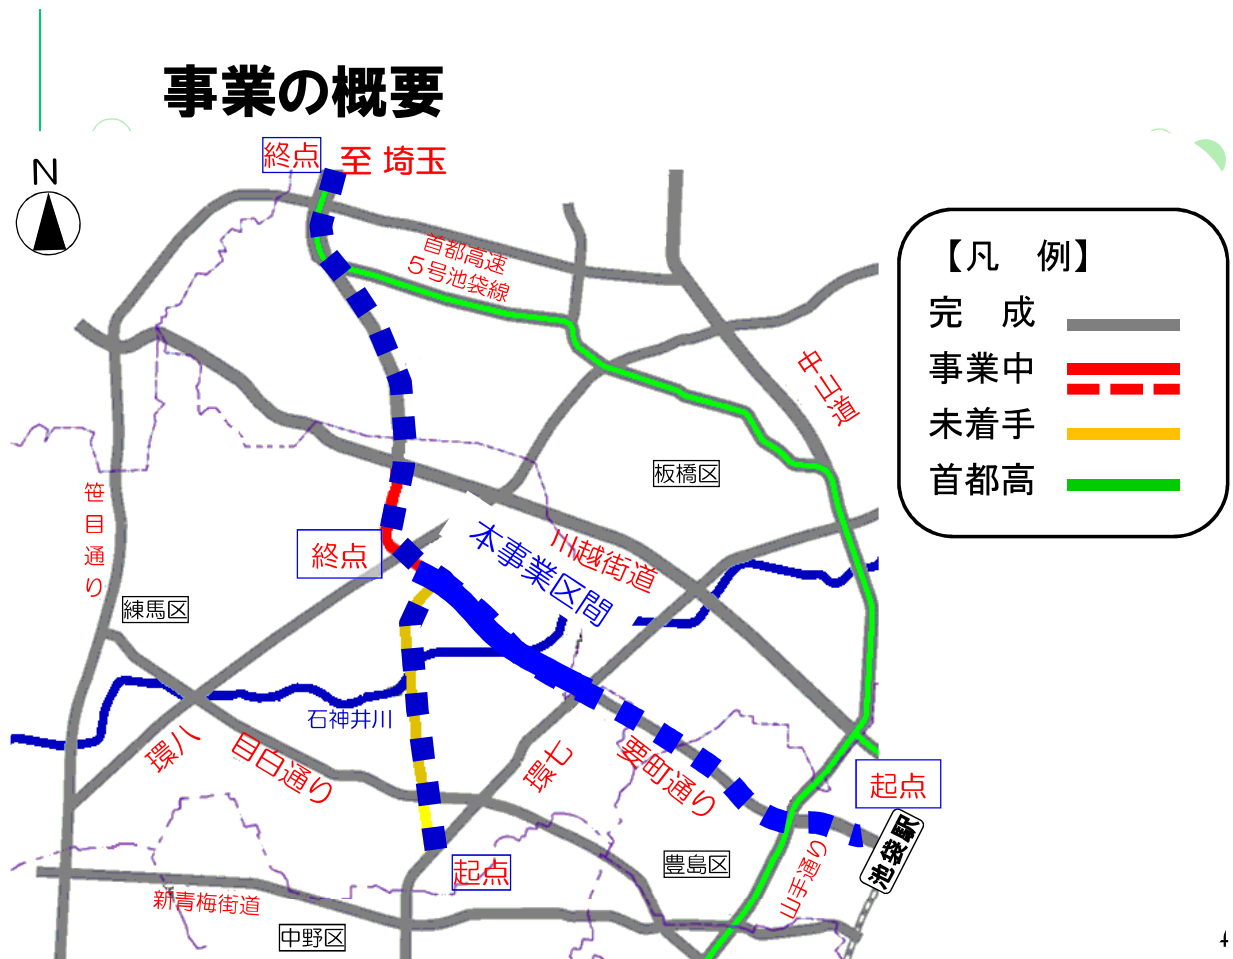 事業の概要
終点
至 埼玉
N
首都高速
5号池袋線
中山道
【凡 例】
完 成
事業中
未着手
首都高
板橋区
笹目通り
終点
本事業区間
川越街道
練馬区
石神井川
環八
目白通り
環七
要町通り
起点
池袋駅
山手通り
豊島区
起点
新青梅街道
中野区